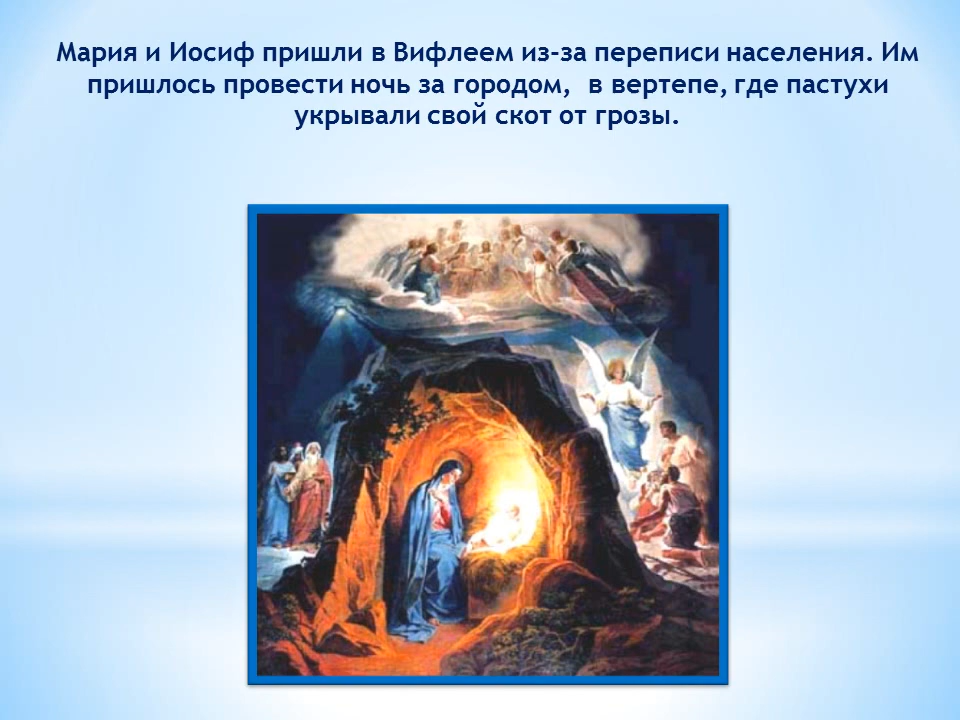 Мария и Иосиф пришли в Вифлеем из-за переписи населения. Им
пришлось провести ночь за городом,  в вертепе, где пастухи
укрывали свой скот от грозы.